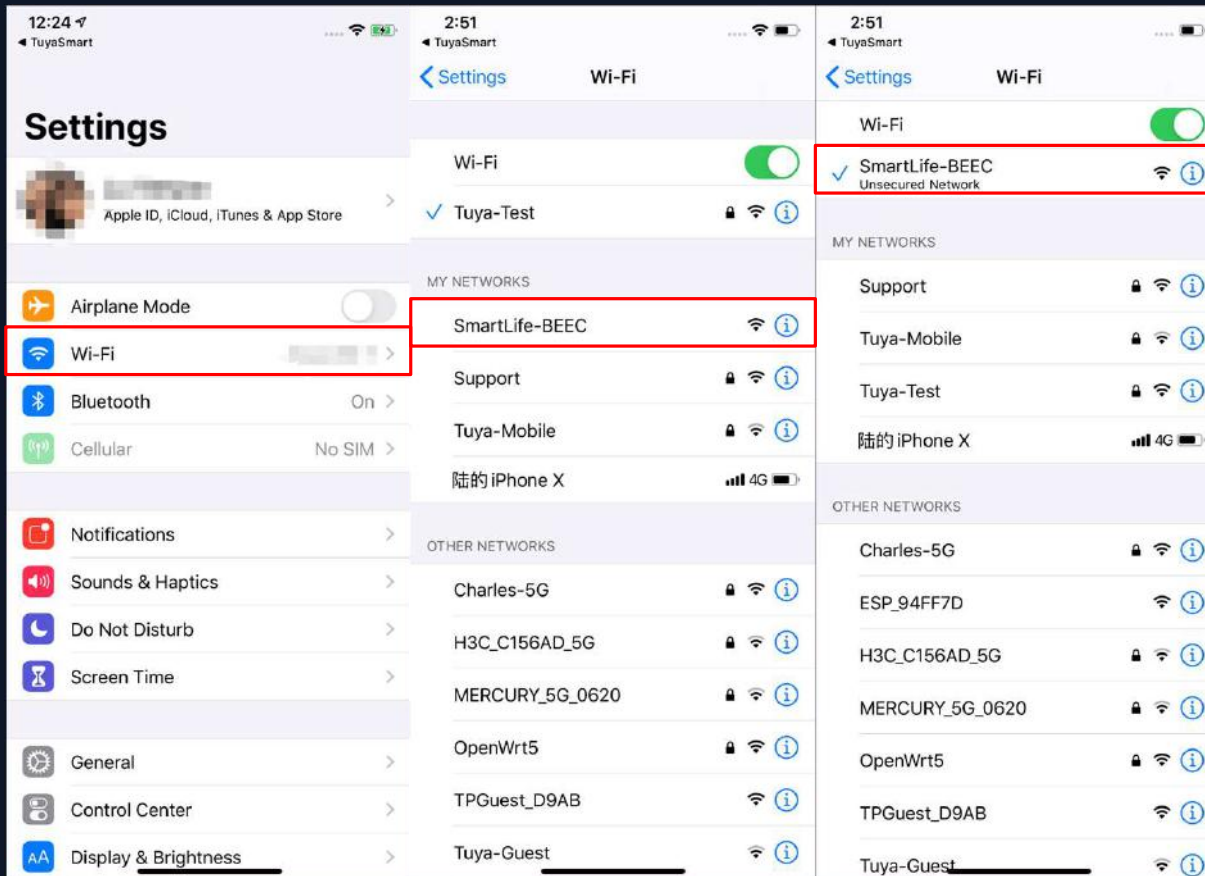 12:24
◀ TuyaSmart
Settings
Apple ID, iCloud, iTunes & App Store
Airplane Mode
Wi-Fi
Bluetooth On
Cellular No SIM
Notifications
Sounds & Haptics
Do Not Disturb
Screen Time
General
Control Center
AA Display & Brightness
2:51
◀ TuyaSmart
Settings Wi-Fi
Wi-Fi
Tuya-Test
MY NETWORKS
SmartLife-BEEC
Support
Tuya-Mobile
陆的 iPhone X 4G
OTHER NETWORKS
Charles-5G
H3C_C156AD_5G
MERCURY_5G_0620
OpenWrt5
TPGuest_D9AB
Tuya-Guest
2:51
◀ TuyaSmart
Settings Wi-Fi
Wi-Fi
SmartLife-BEEC
Unsecured Network
MY NETWORKS
Support
Tuya-Mobile
Tuya-Test
陆的 iPhone X 4G
OTHER NETWORKS
Charles-5G
ESP_94FF7D
H3C_C156AD_5G
MERCURY_5G_0620
OpenWrt5
TPGuest_D9AB
Tuya-Guest